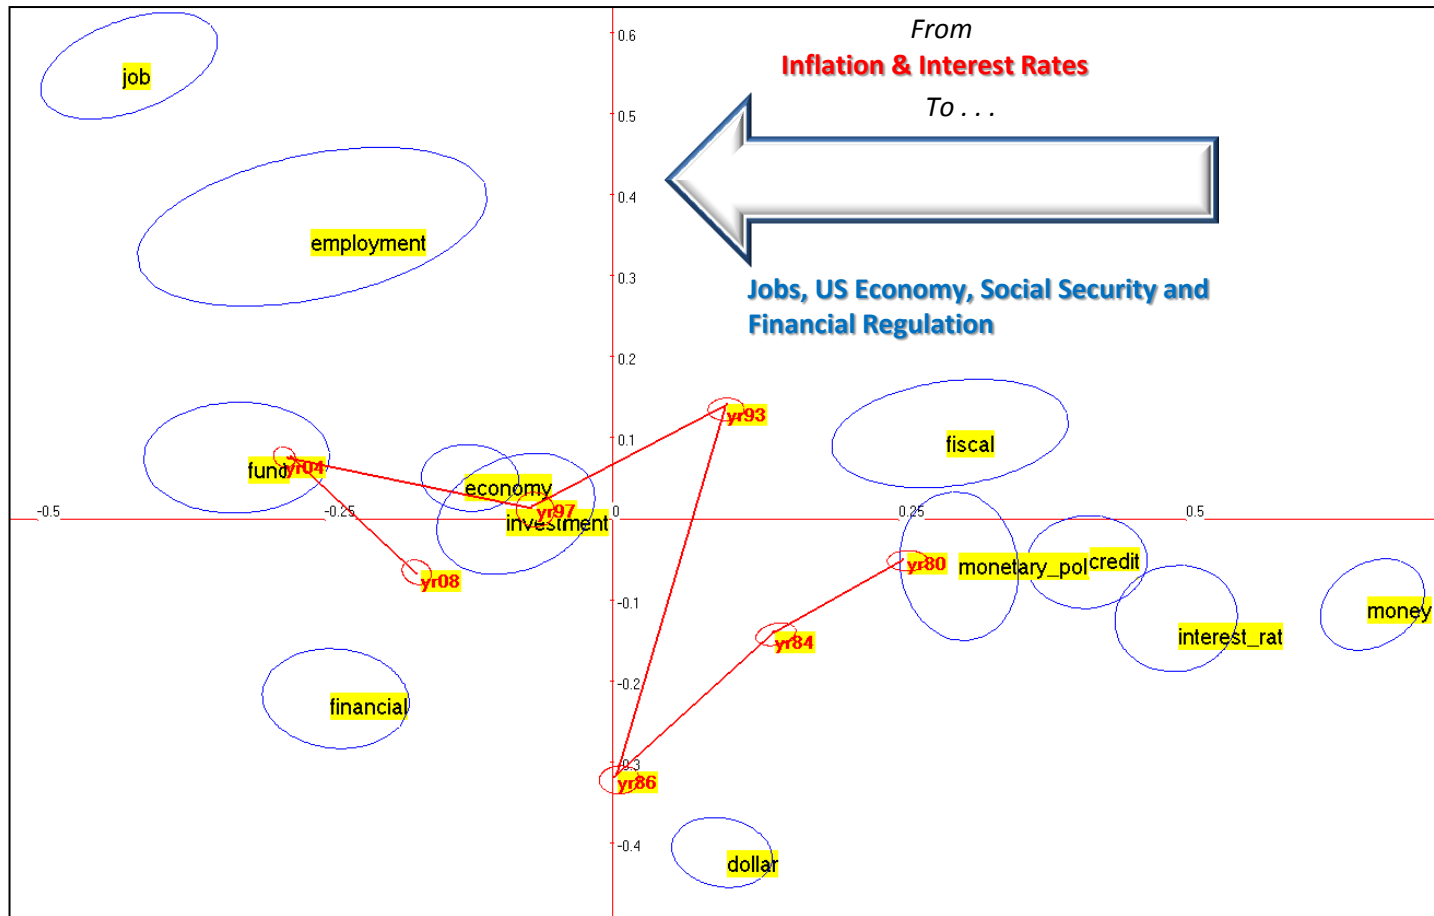 From
Inflation & Interest Rates
To . . .
Jobs, US Economy, Social Security and
Financial Regulation
0.6
job
0.5
0.4
employment
0.3
0.2
0.1
yr93
fiscal
fund
yr04
economy
-0.5
-0.25
0
0.25
0.5
yr97
investment
yr08
yr80
monetary_pol
credit
-0.1
money
yr84
interest_rat
-0.2
financial
-0.3
yr86
-0.4
dollar